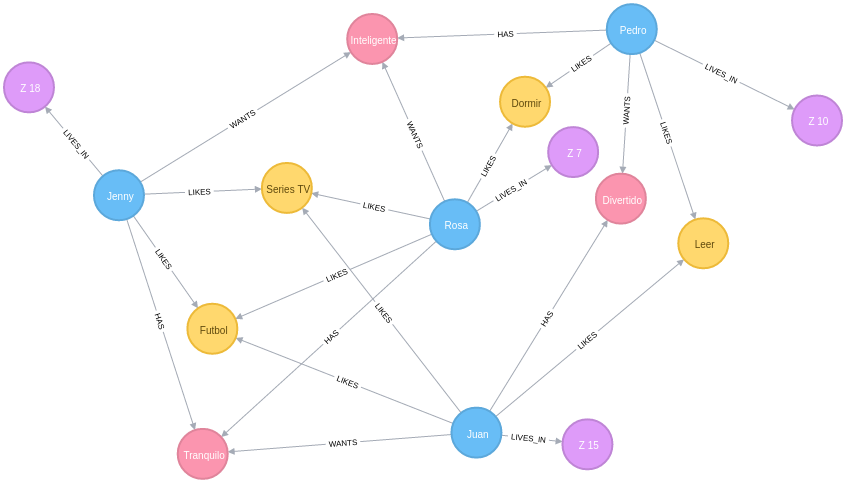 Pedro
HAS
Inteligente
LIKES
LIVES_IN
Z 18
Dormir
WANTS
Z 10
WANTS
LIKES
WANTS
LIVES_IN
Z 7
LIKES
Series TV
LIKES
LIVES_IN
Jenny
LIKES
Divertido
LIKES
Rosa
Leer
LIKES
LIKES
HAS
LIKES
HAS
Futbol
HAS
LIKES
LIKES
WANTS
Juan
LIVES_IN
Z 15
Tranquilo